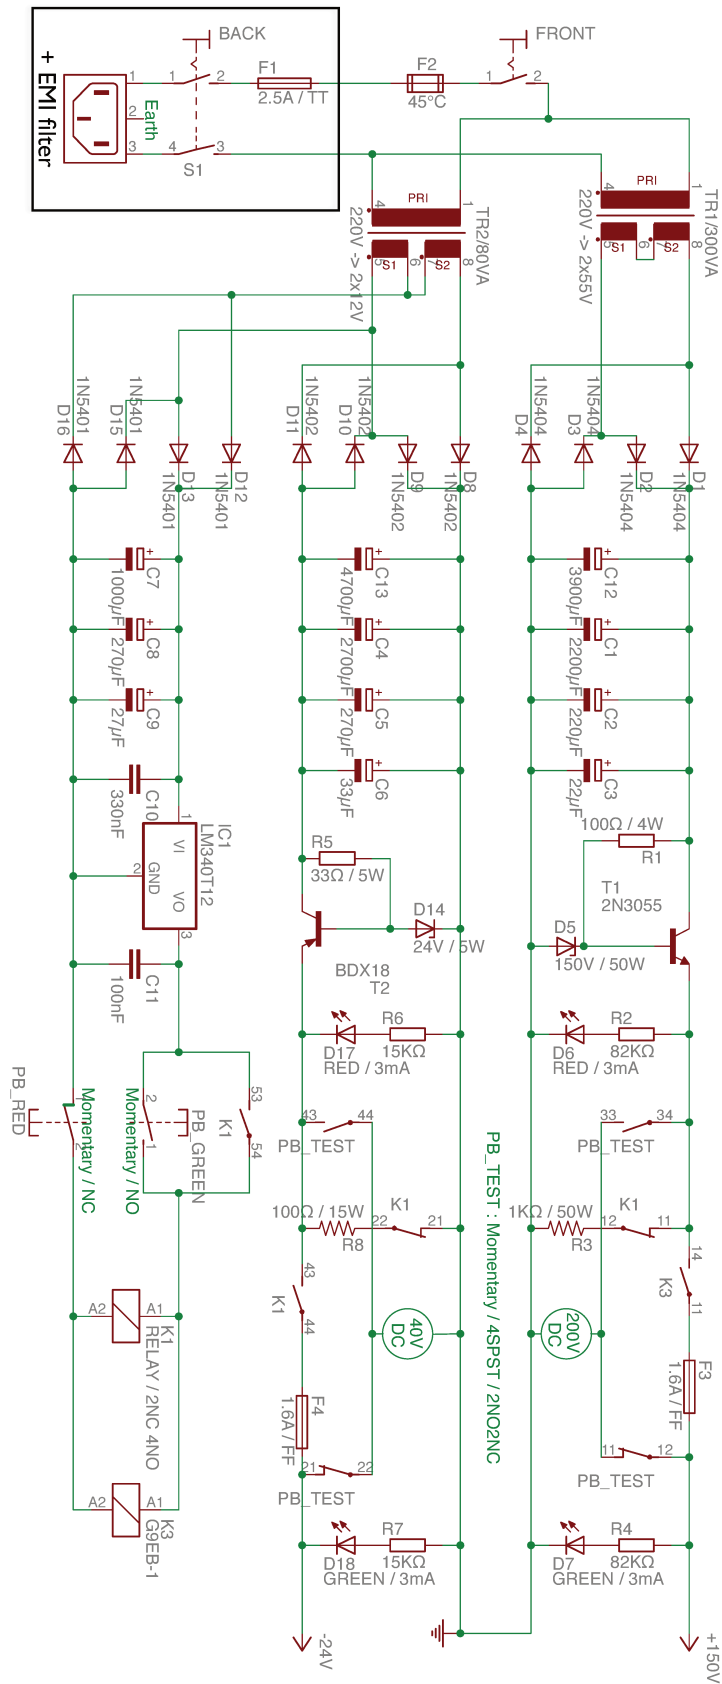 BACK
FRONT
F1
2.5A / TT
F2
45°C
1
2
1
2
1
2
3
4
3
Earth
S1
+ EMI filter
PRI
4
1
TR2/80VA
220V -> 2x12V
S1
S2
5
6
7
8
PRI
4
1
TR1/300VA
220V -> 2x55V
S1
S2
5
6
7
8
1N5401
D16
1N5401
D15
D13
1N5401
D12
1N5401
1N5402
D11
1N5402
D10
D9
1N5402
D8
1N5402
1N5404
D4
1N5404
D3
D2
1N5404
D1
1N5404
+
C7
1000µF
+
C13
4700µF
+
C12
3900µF
+
C8
270µF
+
C4
2700µF
+
C1
2200µF
+
C9
27µF
+
C5
270µF
+
C2
220µF
C10
330nF
+
C6
33µF
+
C3
22µF
IC1
LM340T12
1
VI
2
GND
VO
3
R5
33Ω / 5W
100Ω / 4W
R1
T1
2N3055
D14
24V / 5W
D5
150V / 50W
BDX18
T2
C11
100nF
R6
15KΩ
D17
RED / 3mA
R2
82KΩ
D6
RED / 3mA
PB_RED
1
2
Momentary / NC
Momentary / NO
2
1
PB_GREEN
K1
53
54
43
44
PB_TEST
33
34
PB_TEST
PB_TEST : Momentary / 4SPST / 2NO2NC
100Ω / 15W
R8
22
K1
21
1KΩ / 50W
R3
12
K1
11
K1
43
44
14
K3
11
A2
A1
K1
RELAY / 2NC 4NO
40V
DC
200V
DC
F4
1.6A / FF
F3
1.6A / FF
21
22
PB_TEST
11
12
PB_TEST
A2
A1
K3
G9EB-1
R7
15KΩ
D18
GREEN / 3mA
R4
82KΩ
D7
GREEN / 3mA
-24V
+150V